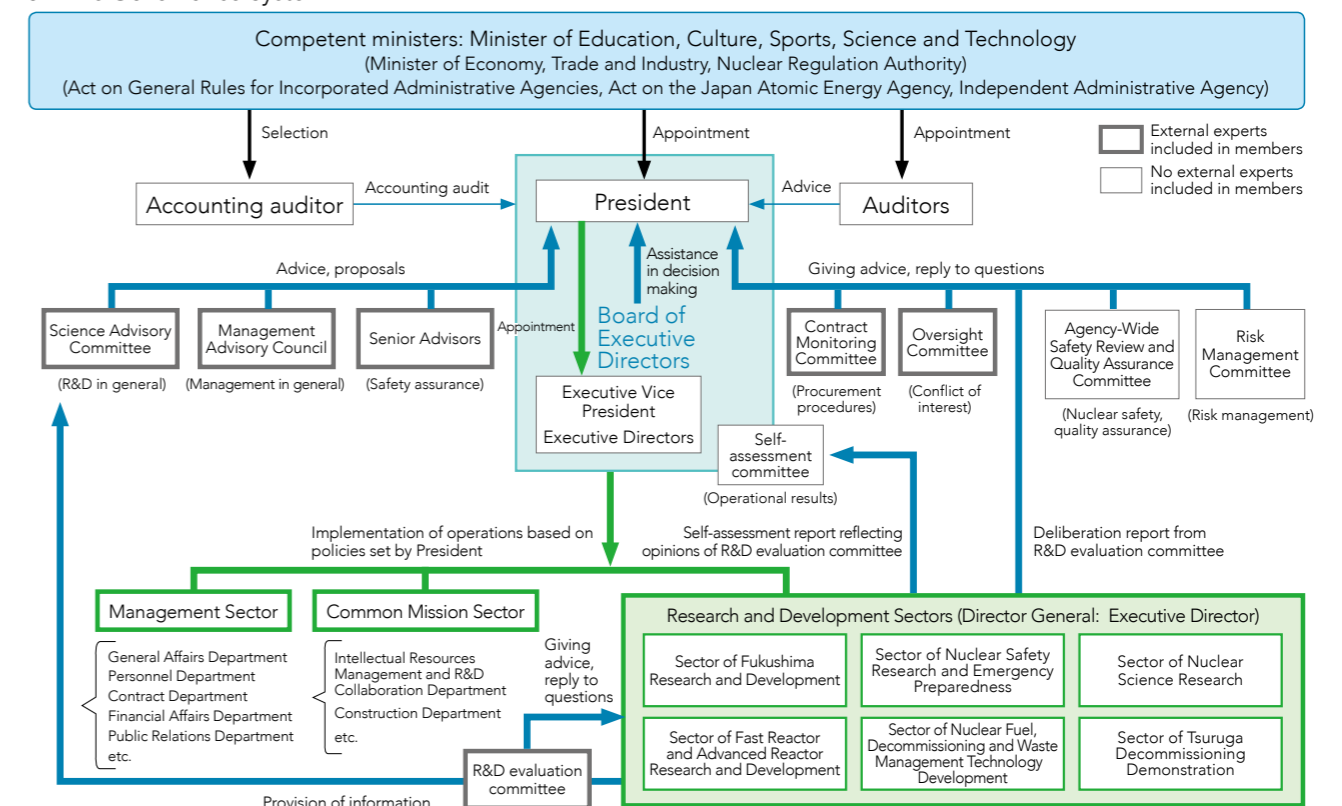 Competent ministers: Minister of Education, Culture, Sports, Science and Technology
(Minister of Economy, Trade and Industry, Nuclear Regulation Authority)
(Act on General Rules for Incorporated Administrative Agencies, Act on the Japan Atomic Energy Agency, Independent Administrative Agency)
Selection
Appointment
Appointment
External experts
included in members
No external experts
included in members
Accounting auditor
Accounting audit
President
Advice
Auditors
Advice, proposals
Assistance
in decision
making
Giving advice, reply to questions
Science Advisory
Committee
(R&D in general)
Management
Advisory Council
(Management in general)
Senior Advisors
(Safety assurance)
Appointment
Board of
Executive
Directors
Executive Vice
President
Executive Directors
Contract
Monitoring
Committee
(Procurement
procedures)
Oversight
Committee
(Conflict of
interest)
Agency-Wide
Safety Review and
Quality Assurance
Committee
(Nuclear safety,
quality assurance)
Risk
Management
Committee
(Risk management)
Self-
assessment
committee
(Operational results)
Implementation of operations based on
policies set by President
Self-assessment report reflecting
opinions of R&D evaluation committee
Deliberation report from
R&D evaluation committee
Management Sector
General Affairs Department
Personnel Department
Contract Department
Financial Affairs Department
Public Relations Department
etc.
Common Mission Sector
Intellectual Resources
Management and R&D
Collaboration Department
Construction Department
etc.
Giving
advice,
reply to
questions
Research and Development Sectors (Director General: Executive Director)
Sector of Fukushima
Research and Development
Sector of Nuclear Safety
Research and Emergency
Preparedness
Sector of Nuclear
Science Research
Sector of Fast Reactor
and Advanced Reactor
Research and Development
Sector of Nuclear Fuel,
Decommissioning and Waste
Management Technology
Development
Sector of Tsuruga
Decommissioning
Demonstration
R&D evaluation
committee
Provision of information